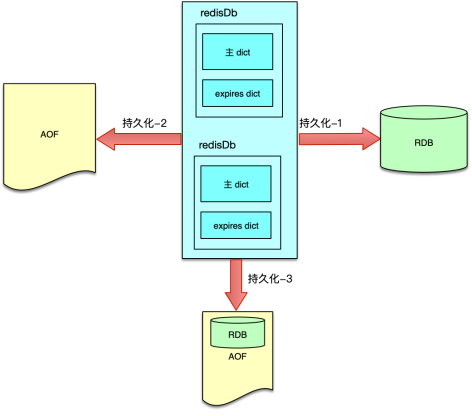 redisDb
主 dict
expires dict
持久化-2
持久化-1
AOF
RDB
redisDb
主 dict
expires dict
持久化-3
RDB
AOF